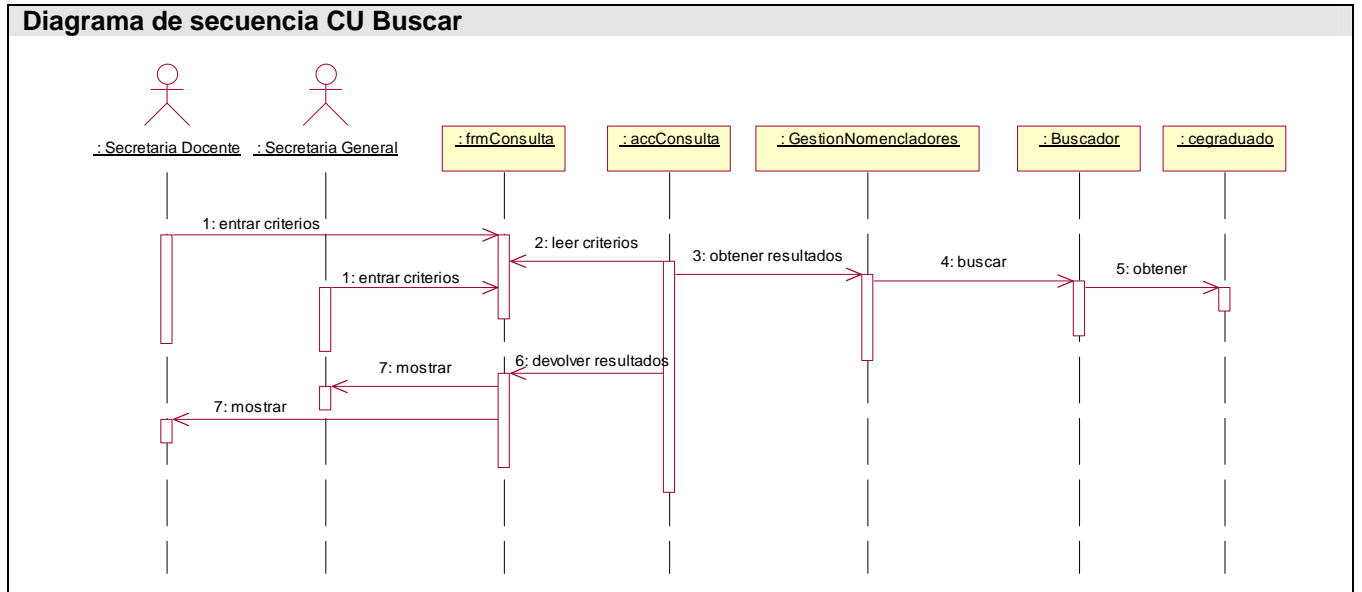 Diagrama de secuencia CU Buscar
: Secretaria Docente
: Secretaria General
: frmConsulta
: accConsulta
: GestionNomencladores
: Buscador
: cegraduado
1: entrar criterios
2: leer criterios
3: obtener resultados
4: buscar
5: obtener
1: entrar criterios
6: devolver resultados
7: mostrar
7: mostrar